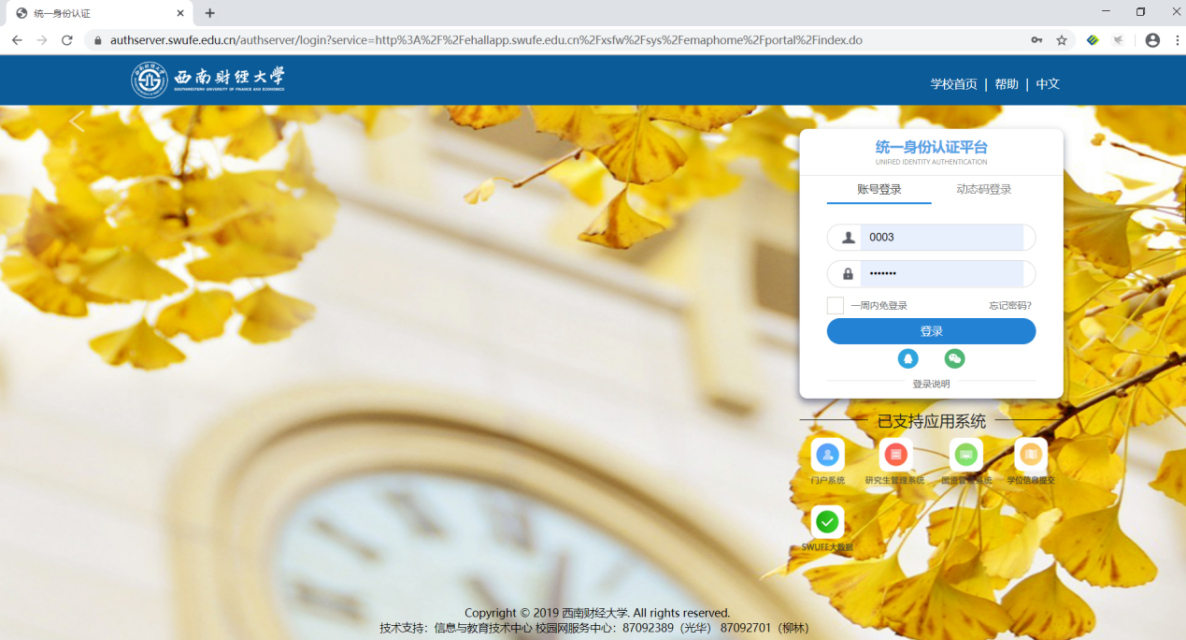 统一身份认证
authserver.swufe.edu.cn/authserver/login?service=http%3A%2F%2Fehallapp.swufe.edu.cn%2Fxsfw%2Fsys%2Femaphome%2Fportal%2Findex.do
西南财经大学
SOUTHWESTERN UNIVERSITY OF FINANCE AND ECONOMICS
学校首页 | 帮助 | 中文
统一身份认证平台
UNIRED IDENTITY AUTHENTICATION
账号登录 动态码登录
0003
•••••••
一周内免登录 忘记密码?
登录
登录说明
已支持应用系统
门户系统 研究生管理系统 学位信息提交
SWUFE大数据
Copyright © 2019 西南财经大学. All rights reserved.
技术支持：信息与教育技术中心 校园网服务中心：87092389（光华） 87092701（柳林）